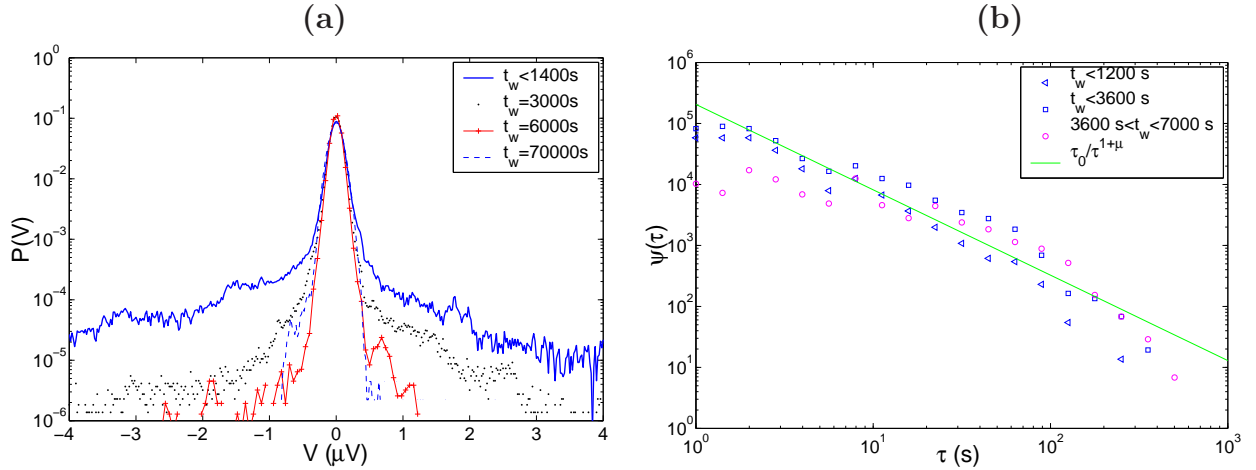 (a)
(b)
10^0
10^-1
10^-2
10^-3
10^-4
10^-5
10^-6
P(V)
−4 −3 −2 −1 0 1 2 3 4
V (μV)
t_w<1400s
t_w=3000s
t_w=6000s
t_w=70000s
10^6
10^5
10^4
10^3
10^2
10^1
10^0
ψ(τ)
10^0 10^1 10^2 10^3
τ (s)
t_w<1200 s
t_w<3600 s
3600 s<t_w<7000 s
τ_0/τ^1+μ